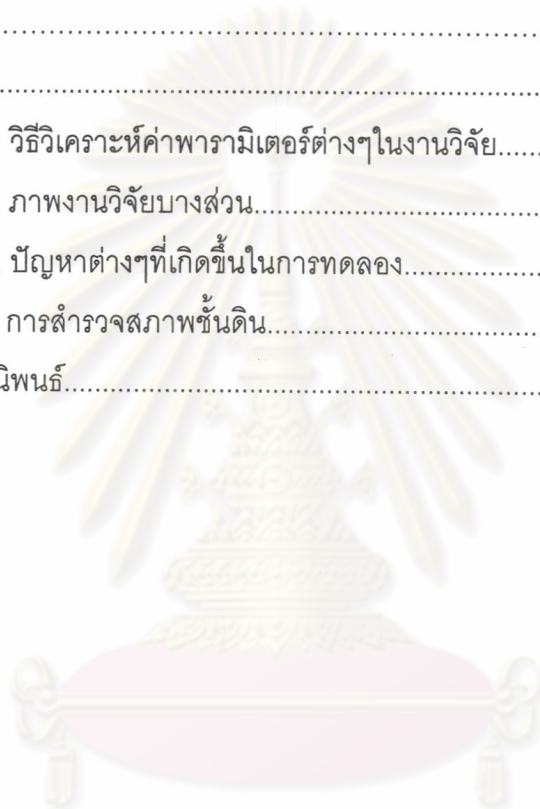 ................................................
................................................
วิธีวิเคราะห์ค่าพารามิเตอร์ต่างๆในงานวิจัย......
ภาพงานวิจัยบางส่วน..............................
ปัญหาต่างๆที่เกิดขึ้นในการทดลอง.................
การสำรวจสภาพชั้นดิน.............................
นิพนธ์..........................................